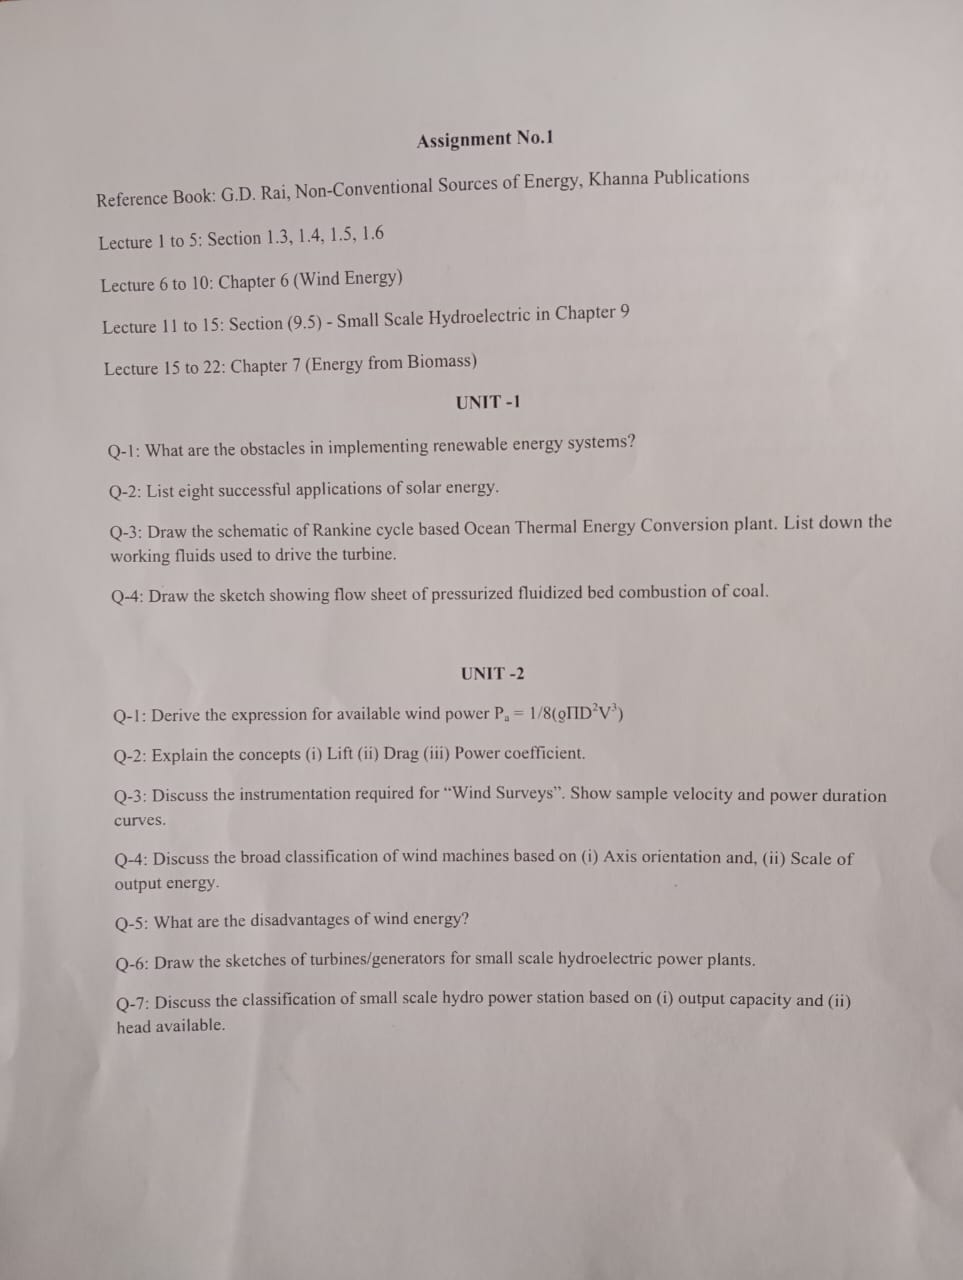 Assignment No.1
Reference Book: G.D. Rai, Non-Conventional Sources of Energy, Khanna Publications
Lecture 1 to 5: Section 1.3, 1.4, 1.5, 1.6
Lecture 6 to 10: Chapter 6 (Wind Energy)
Lecture 11 to 15: Section (9.5) - Small Scale Hydroelectric in Chapter 9
Lecture 15 to 22: Chapter 7 (Energy from Biomass)
UNIT -1
Q-1: What are the obstacles in implementing renewable energy systems?
Q-2: List eight successful applications of solar energy.
Q-3: Draw the schematic of Rankine cycle based Ocean Thermal Energy Conversion plant. List down the
working fluids used to drive the turbine.
Q-4: Draw the sketch showing flow sheet of pressurized fluidized bed combustion of coal.
UNIT -2
Q-1: Derive the expression for available wind power Pₐ = 1/8(ϱΠD²V³)
Q-2: Explain the concepts (i) Lift (ii) Drag (iii) Power coefficient.
Q-3: Discuss the instrumentation required for “Wind Surveys”. Show sample velocity and power duration
curves.
Q-4: Discuss the broad classification of wind machines based on (i) Axis orientation and, (ii) Scale of
output energy.
Q-5: What are the disadvantages of wind energy?
Q-6: Draw the sketches of turbines/generators for small scale hydroelectric power plants.
Q-7: Discuss the classification of small scale hydro power station based on (i) output capacity and (ii)
head available.